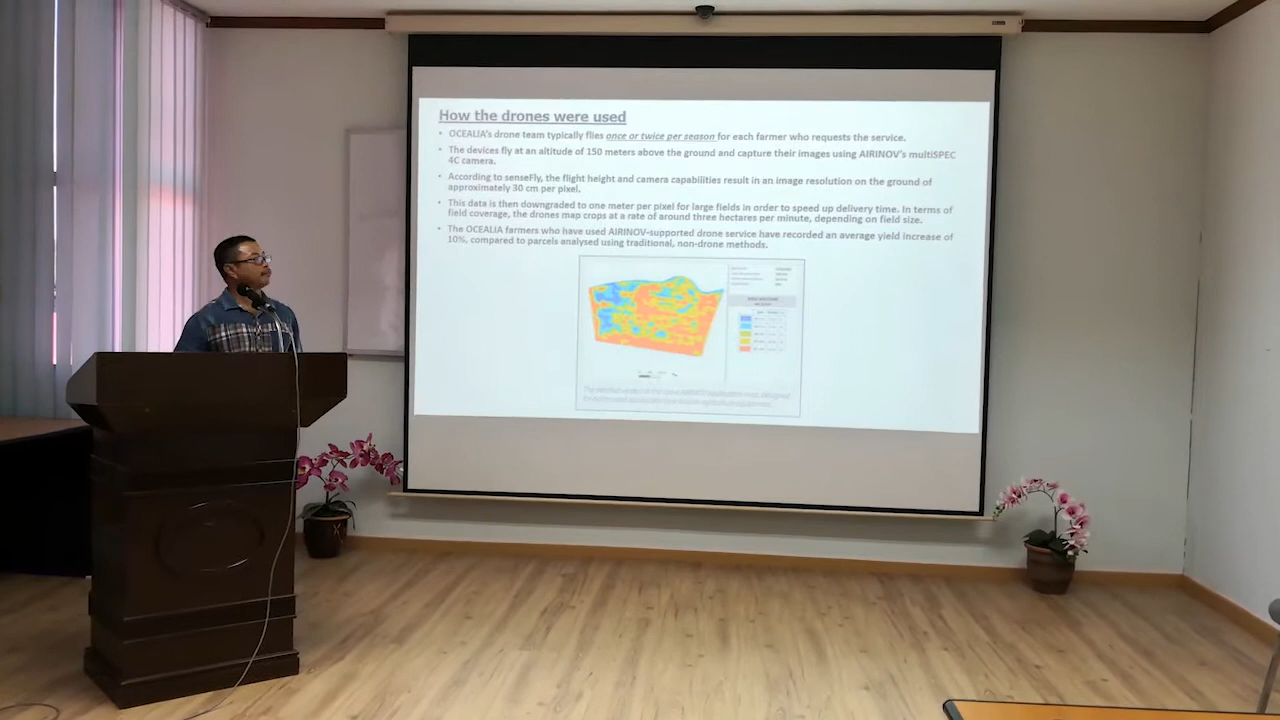 How the drones were used
• OCEALIA's drone team typically flies once or twice per season for each farmer who requests the service.
• The devices fly at an altitude of 150 meters above the ground and capture their images using AIRINOV's multiSPEC
4C camera.
• According to senseFly, the flight height and camera capabilities result in an image resolution on the ground of
approximately 30 cm per pixel.
• This data is then downgraded to one meter per pixel for large fields in order to speed up delivery time. In terms of
field coverage, the drones map crops at a rate of around three hectares per minute, depending on field size.
• The OCEALIA farmers who have used AIRINOV-supported drone service have recorded an average yield increase of
10%, compared to parcels analysed using traditional, non-drone methods.